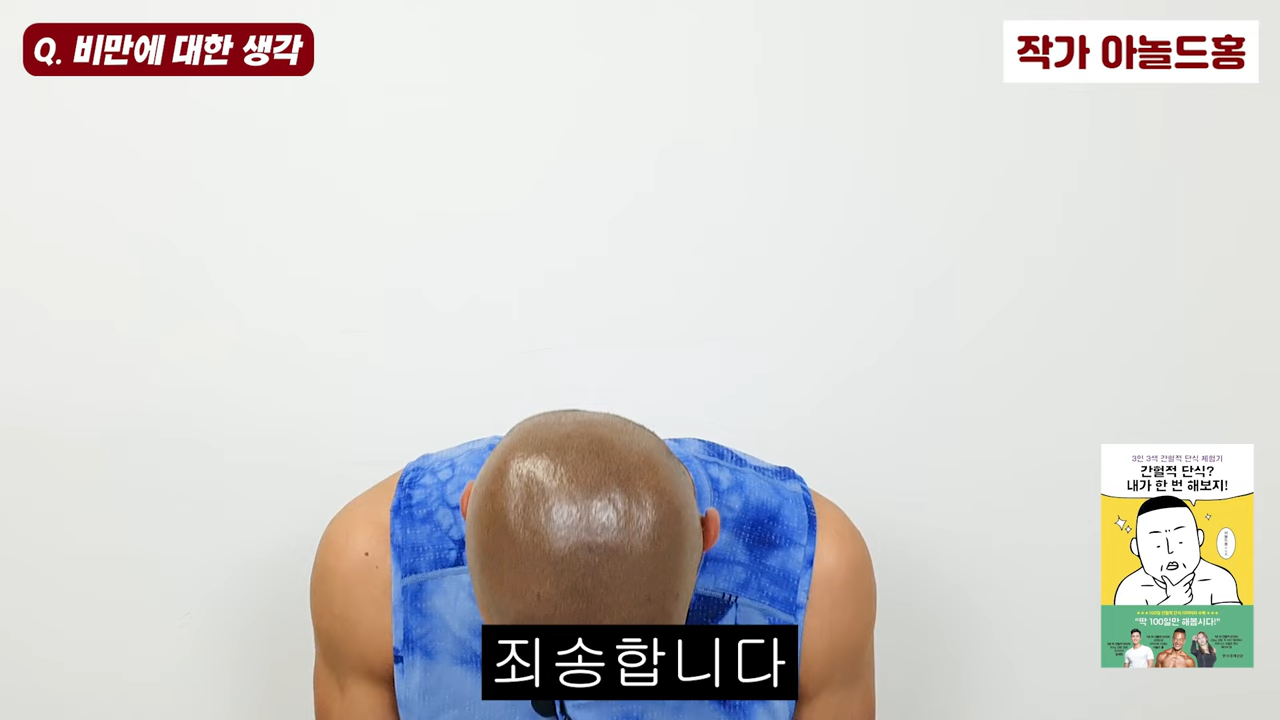 Q. 비만에 대한 생각
작가 아놀드홍
3인 3색 간헐적 단식 체험기
간헐적 단식?
내가 한 번 해보지!
"딱 100일만 해봅시다!"
죄송합니다